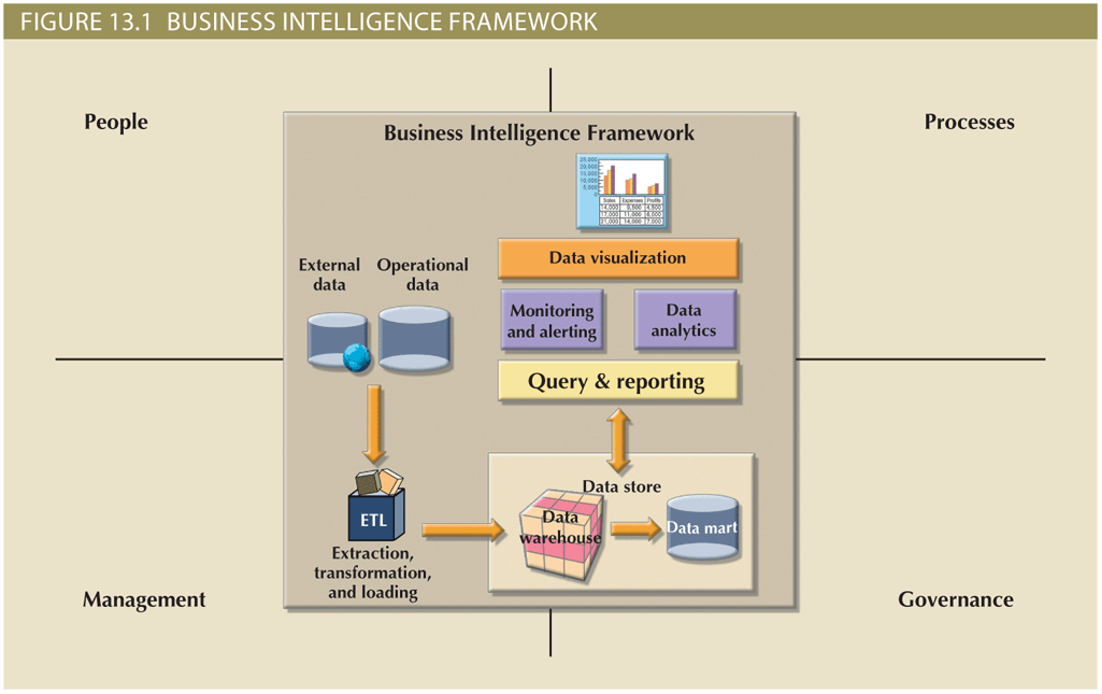 FIGURE 13.1 BUSINESS INTELLIGENCE FRAMEWORK
People
Processes
Business Intelligence Framework
25,000
20,000
15,000
10,000
5,000
0
Sales Expenses Profits
14,000 9,500 4,500
17,000 11,000 6,000
21,000 14,000 7,000
Data visualization
External
data
Operational
data
Monitoring
and alerting
Data
analytics
Query & reporting
ETL
Extraction,
transformation,
and loading
Data store
Data
warehouse
Data mart
Management
Governance